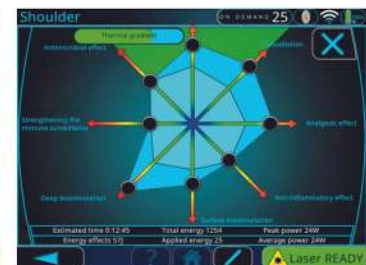 Shoulder
ON DEMAND 25
Thermal gradient
Antimicrobial effect
Analgesic effect
Strengthening the
immune surveillance
Deep biostimulation
Anti-inflammatory effect
Surface biostimulation
Estimated time 0:12:45 Total energy 1254 Peak power 24W
Energy effects 57J Applied energy 25 Average power 24W
?
Laser READY